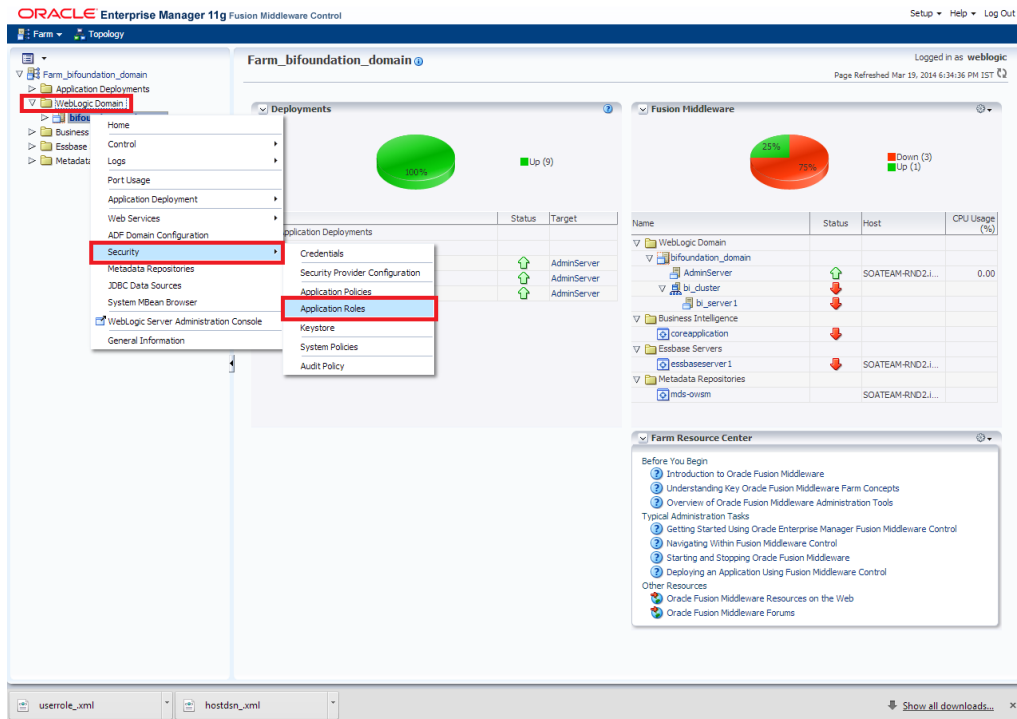 ORACLE Enterprise Manager 11g Fusion Middleware Control
Setup Help Log Out
Farm Topology
Farm_bifoundation_domain
Application Deployments
WebLogic Domain
bifou
Business
Essbase
Metadata
Home
Control
Logs
Port Usage
Application Deployment
Web Services
ADF Domain Configuration
Security
Metadata Repositories
JDBC Data Sources
System MBean Browser
WebLogic Server Administration Console
General Information
Credentials
Security Provider Configuration
Application Policies
Application Roles
Keystore
System Policies
Audit Policy
Farm_bifoundation_domain
Logged in as weblogic
Page Refreshed Mar 19, 2014 6:34:36 PM IST
Deployments
100%
Up (9)
Status Target
pplication Deployments
AdminServer
AdminServer
AdminServer
Fusion Middleware
25%
75%
Down (3)
Up (1)
Name Status Host CPU Usage (%)
WebLogic Domain
bifoundation_domain
AdminServer SOATEAM-RND2.i... 0.00
bi_cluster
bi_server1
Business Intelligence
coreapplication
Essbase Servers
essbaseserver1 SOATEAM-RND2.i...
Metadata Repositories
mds-owsm SOATEAM-RND2.i...
Farm Resource Center
Before You Begin
Introduction to Oracle Fusion Middleware
Understanding Key Oracle Fusion Middleware Farm Concepts
Overview of Oracle Fusion Middleware Administration Tools
Typical Administration Tasks
Getting Started Using Oracle Enterprise Manager Fusion Middleware Control
Navigating Within Fusion Middleware Control
Starting and Stopping Oracle Fusion Middleware
Deploying an Application Using Fusion Middleware Control
Other Resources
Oracle Fusion Middleware Resources on the Web
Oracle Fusion Middleware Forums
userrole_.xml
hostdsn_.xml
Show all downloads...